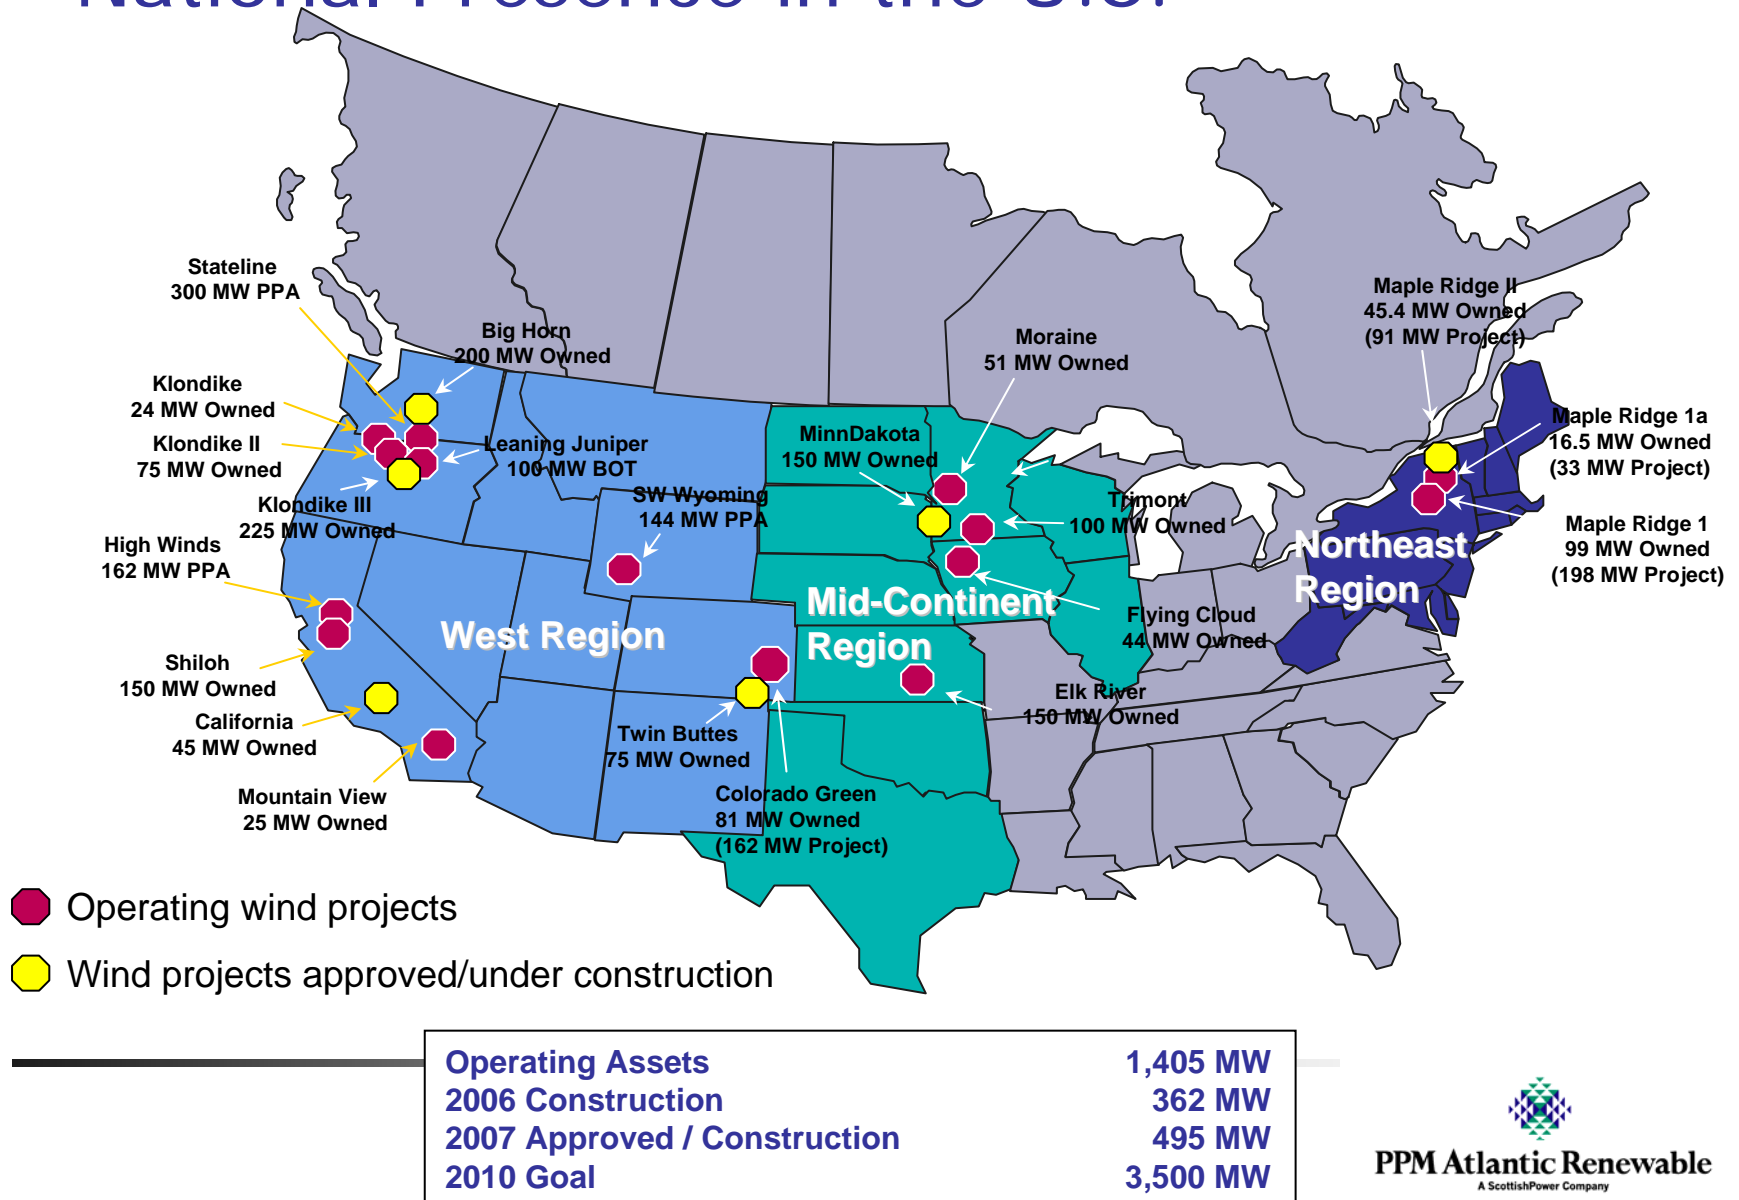 National Presence in the U.S.
Stateline
300 MW PPA
Big Horn
200 MW Owned
Klondike
24 MW Owned
Klondike II
75 MW Owned
Leaning Juniper
100 MW BOT
Klondike III
225 MW Owned
SW Wyoming
144 MW PPA
High Winds
162 MW PPA
Shiloh
150 MW Owned
California
45 MW Owned
Mountain View
25 MW Owned
West Region
Twin Buttes
75 MW Owned
Colorado Green
81 MW Owned
(162 MW Project)
Moraine
51 MW Owned
MinnDakota
150 MW Owned
Trimont
100 MW Owned
Mid-Continent
Region
Flying Cloud
44 MW Owned
Elk River
150 MW Owned
Maple Ridge II
45.4 MW Owned
(91 MW Project)
Maple Ridge 1a
16.5 MW Owned
(33 MW Project)
Maple Ridge 1
99 MW Owned
(198 MW Project)
Northeast
Region
Operating wind projects
Wind projects approved/under construction
Operating Assets 1,405 MW
2006 Construction 362 MW
2007 Approved / Construction 495 MW
2010 Goal 3,500 MW
PPM Atlantic Renewable
A ScottishPower Company